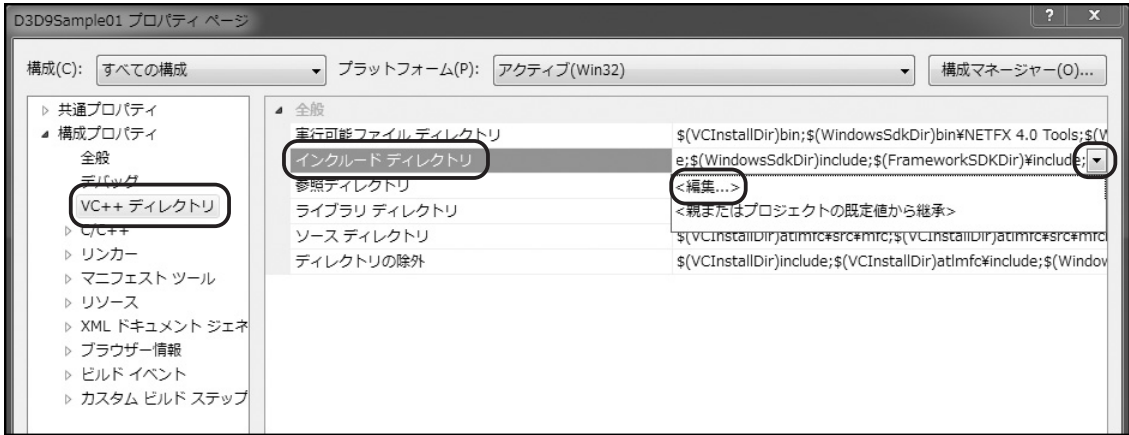 D3D9Sample01 プロパティ ページ
? x
構成(C): すべての構成 プラットフォーム(P): アクティブ(Win32) 構成マネージャー(O)...
共通プロパティ
構成プロパティ
全般
デバッグ
VC++ ディレクトリ
C/C++
リンカー
マニフェスト ツール
リソース
XML ドキュメント ジェネ
ブラウザー情報
ビルド イベント
カスタム ビルド ステップ
全般
実行可能ファイル ディレクトリ $(VCInstallDir)bin;$(WindowsSdkDir)bin¥NETFX 4.0 Tools;$(W
インクルード ディレクトリ e;$(WindowsSdkDir)include;$(FrameworkSDKDir)¥include;
参照ディレクトリ <編集...>
ライブラリ ディレクトリ <親またはプロジェクトの既定値から継承>
ソース ディレクトリ $(VCInstallDir)atlmfc¥src¥mfc;$(VCInstallDir)atlmfc¥src¥mfcl
ディレクトリの除外 $(VCInstallDir)include;$(VCInstallDir)atlmfc¥include;$(Window